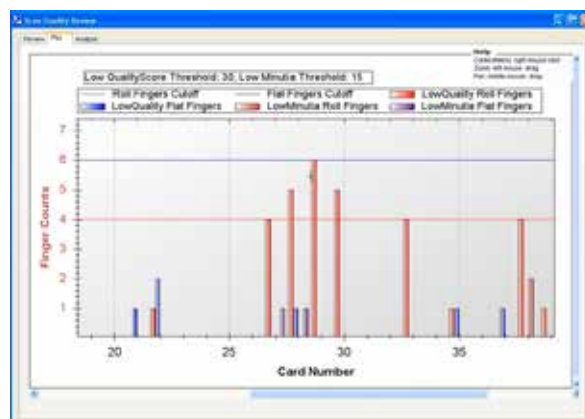 Scan Quality Review
Preview Plot Analysis
Help
Low QualityScore Threshold: 30; Low Minutia Threshold: 15
Roll Fingers Cutoff Flat Fingers Cutoff LowQuality Roll Fingers
LowQuality Flat Fingers LowMinutia Roll Fingers LowMinutia Flat Fingers
7
6
5
4
3
2
1
Finger Counts
20 25 30 35
Card Number